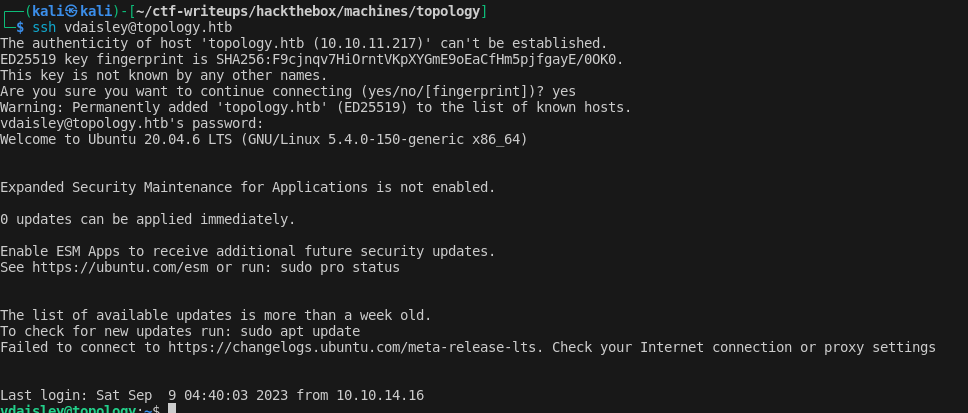 ┌──(kali㉿kali)-[~/ctf-writeups/hackthebox/machines/topology]
└─$ ssh vdaisley@topology.htb
The authenticity of host 'topology.htb (10.10.11.217)' can't be established.
ED25519 key fingerprint is SHA256:F9cjnqv7HiOrntVKpXYGmE9oEaCfHm5pjfgayE/0OK0.
This key is not known by any other names.
Are you sure you want to continue connecting (yes/no/[fingerprint])? yes
Warning: Permanently added 'topology.htb' (ED25519) to the list of known hosts.
vdaisley@topology.htb's password:
Welcome to Ubuntu 20.04.6 LTS (GNU/Linux 5.4.0-150-generic x86_64)
Expanded Security Maintenance for Applications is not enabled.
0 updates can be applied immediately.
Enable ESM Apps to receive additional future security updates.
See https://ubuntu.com/esm or run: sudo pro status
The list of available updates is more than a week old.
To check for new updates run: sudo apt update
Failed to connect to https://changelogs.ubuntu.com/meta-release-lts. Check your Internet connection or proxy settings
Last login: Sat Sep  9 04:40:03 2023 from 10.10.14.16
vdaisley@topology:~$